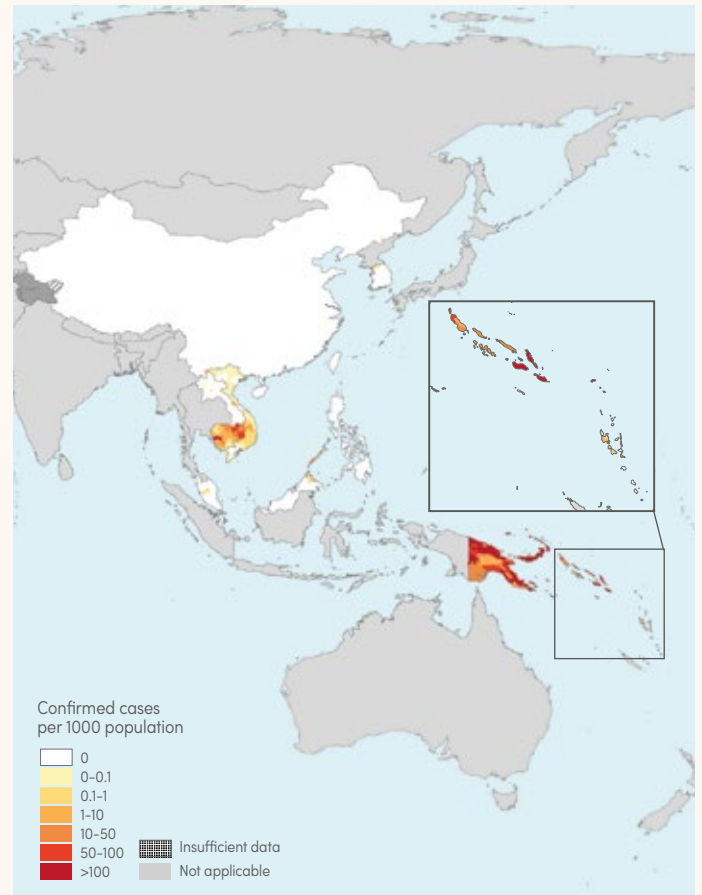 Confirmed cases
per 1000 population
0
0-0.1
0.1-1
1-10
10-50
50-100
>100
Insufficient data
Not applicable